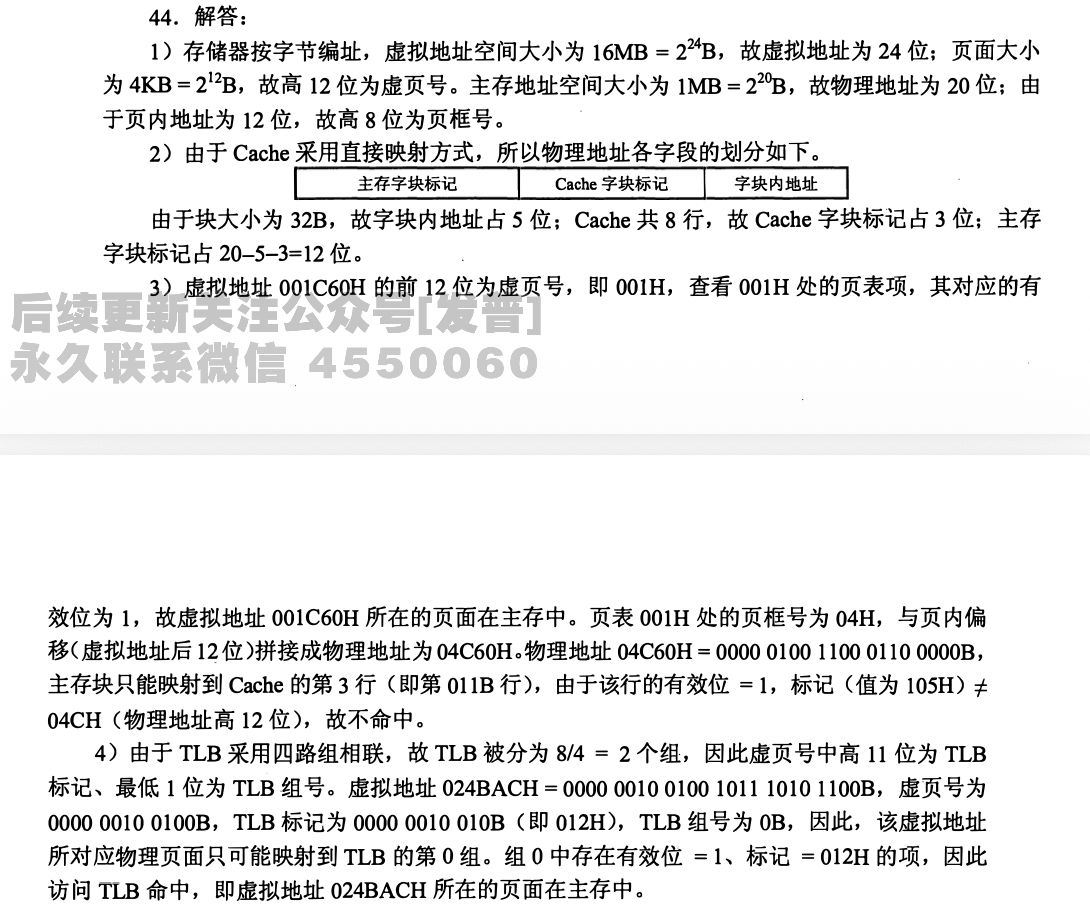 44．解答：
1）存储器按字节编址，虚拟地址空间大小为 16MB = 2²⁴B，故虚拟地址为 24 位；页面大小
为 4KB = 2¹²B，故高 12 位为虚页号。主存地址空间大小为 1MB = 2²⁰B，故物理地址为 20 位；由
于页内地址为 12 位，故高 8 位为页框号。
2）由于 Cache 采用直接映射方式，所以物理地址各字段的划分如下。
主存字块标记 Cache 字块标记 字块内地址
由于块大小为 32B，故字块内地址占 5 位；Cache 共 8 行，故 Cache 字块标记占 3 位；主存
字块标记占 20–5–3=12 位。
3）虚拟地址 001C60H 的前 12 位为虚页号，即 001H，查看 001H 处的页表项，其对应的有
后续更新关注公众号[发普]
永久联系微信 4550060
效位为 1，故虚拟地址 001C60H 所在的页面在主存中。页表 001H 处的页框号为 04H，与页内偏
移（虚拟地址后 12 位）拼接成物理地址为 04C60H。物理地址 04C60H = 0000 0100 1100 0110 0000B，
主存块只能映射到 Cache 的第 3 行（即第 011B 行），由于该行的有效位 = 1，标记（值为 105H）≠
04CH（物理地址高 12 位），故不命中。
4）由于 TLB 采用四路组相联，故 TLB 被分为 8/4 = 2 个组，因此虚页号中高 11 位为 TLB
标记、最低 1 位为 TLB 组号。虚拟地址 024BACH = 0000 0010 0100 1011 1010 1100B，虚页号为
0000 0010 0100B，TLB 标记为 0000 0010 010B（即 012H），TLB 组号为 0B，因此，该虚拟地址
所对应物理页面只可能映射到 TLB 的第 0 组。组 0 中存在有效位 = 1、标记 = 012H 的项，因此
访问 TLB 命中，即虚拟地址 024BACH 所在的页面在主存中。